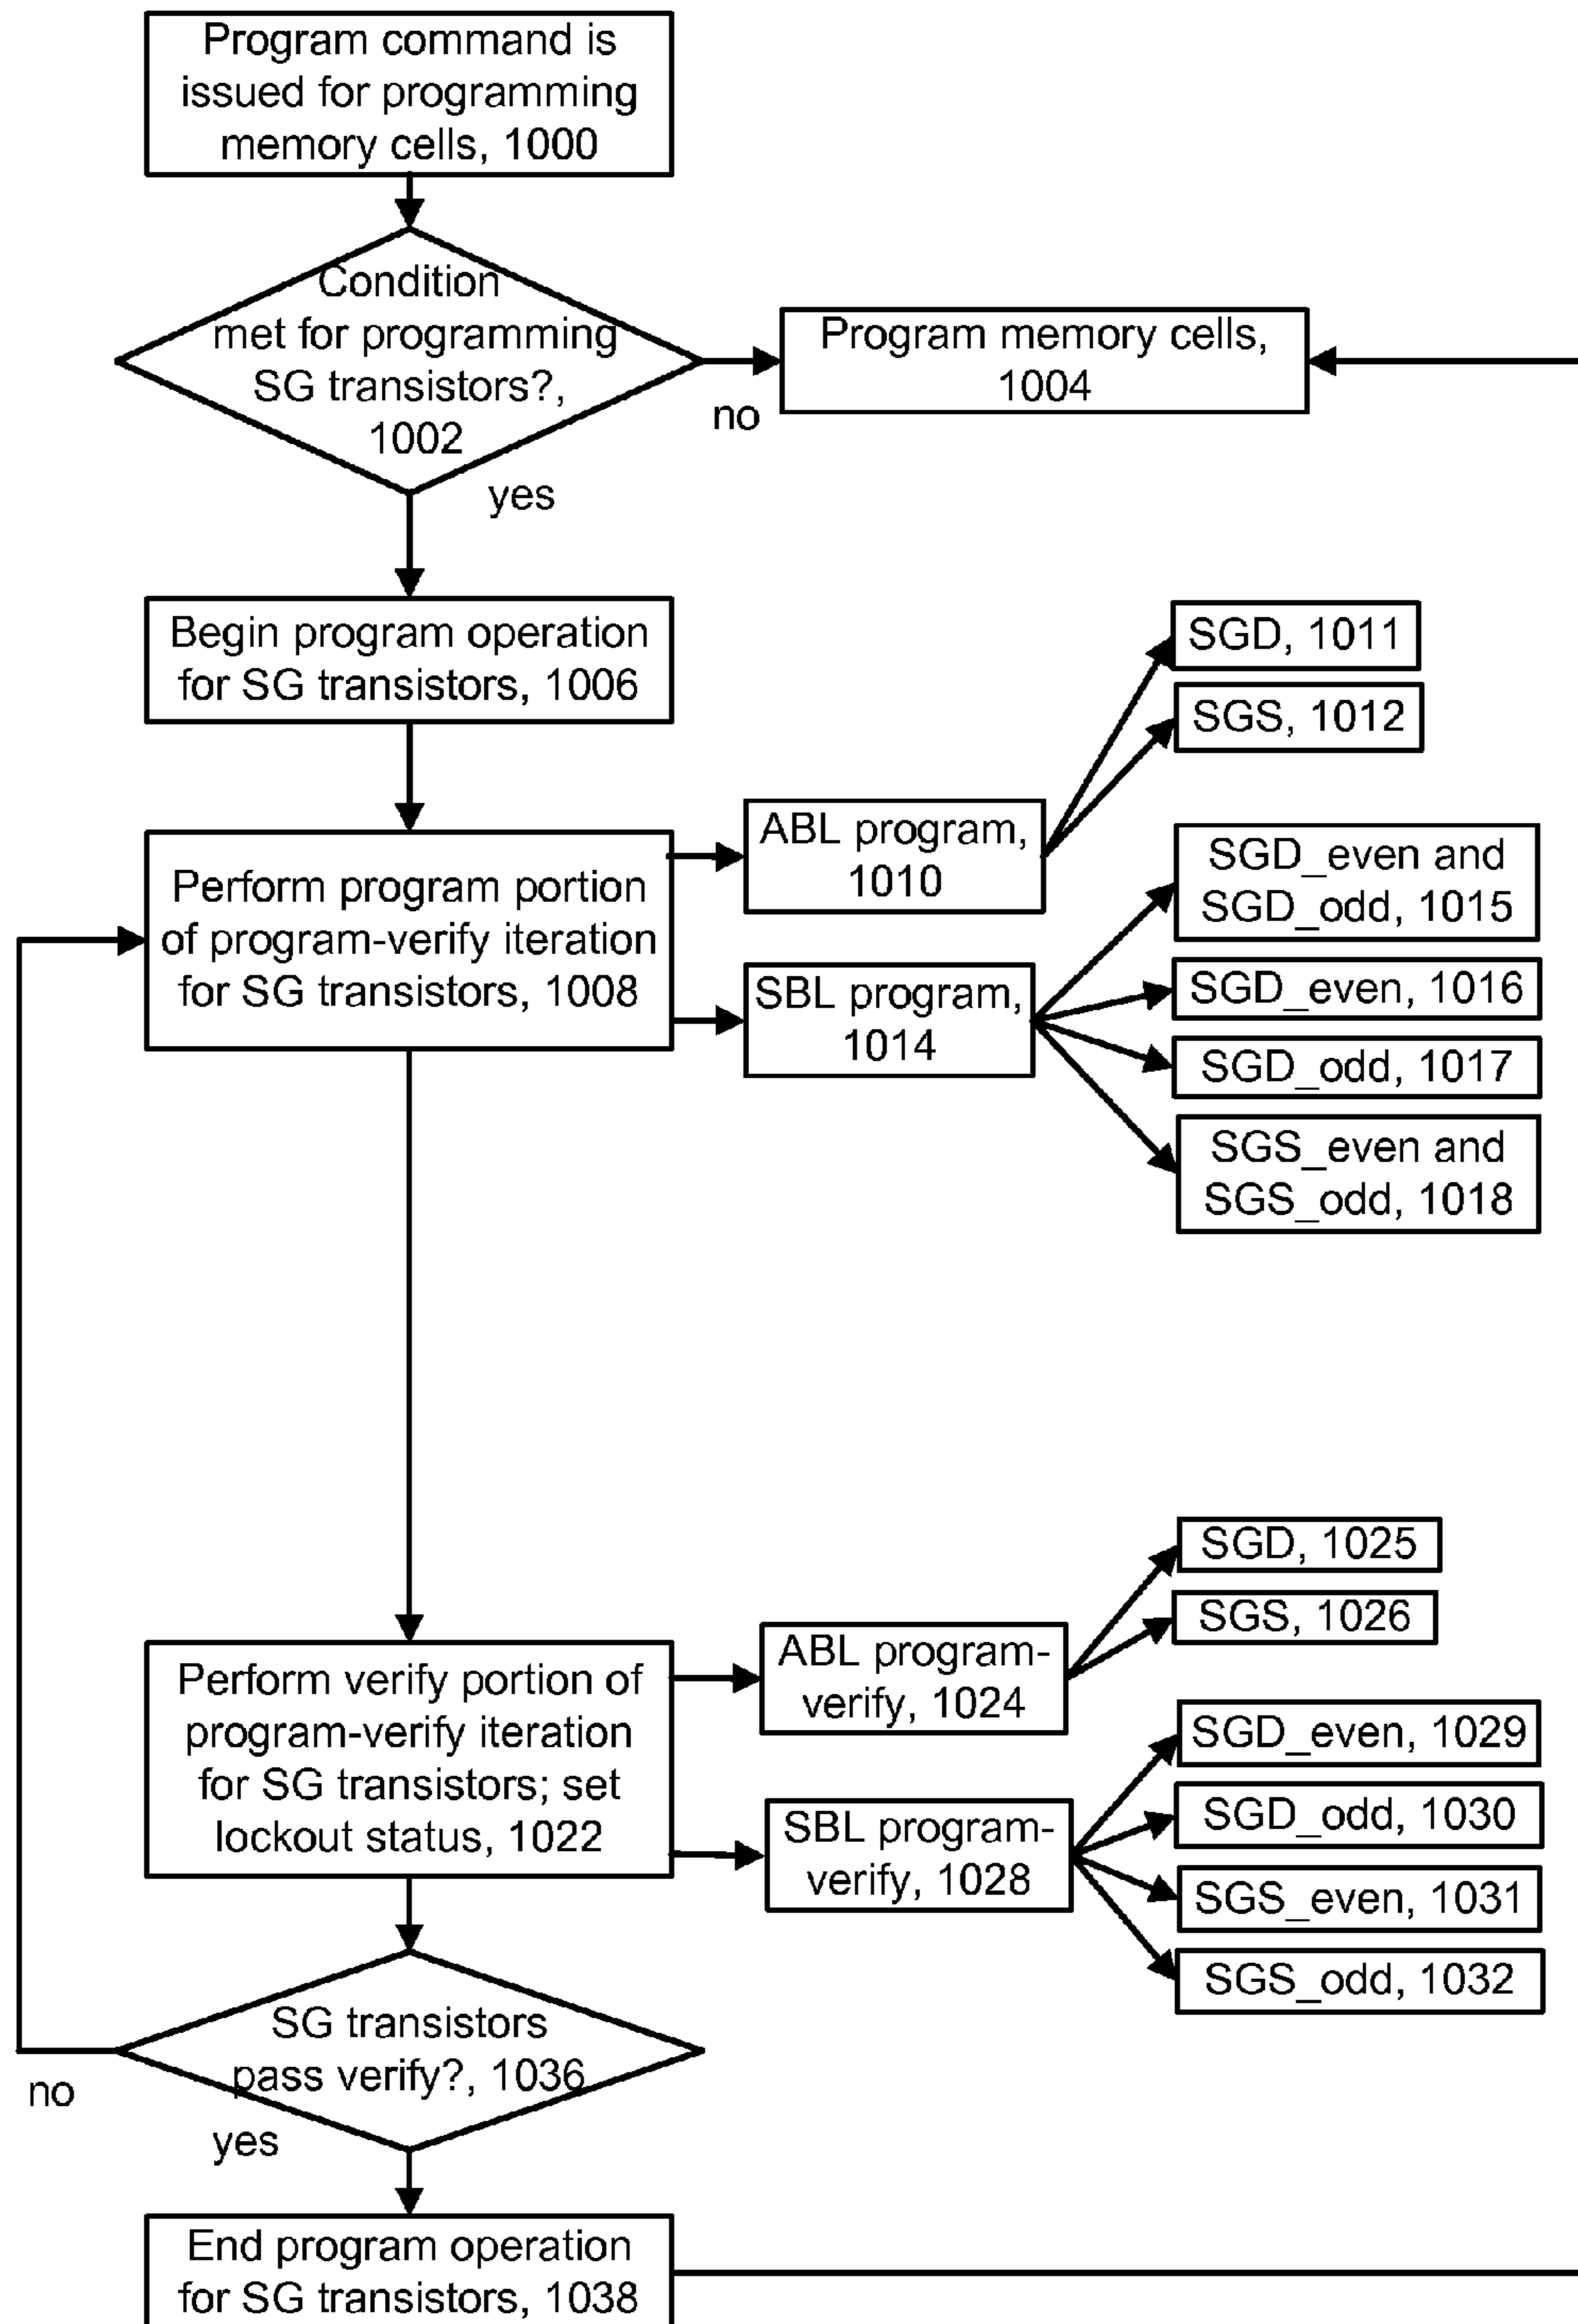 Program command is
issued for programming
memory cells, 1000
Condition
met for programming
SG transistors?,
1002
no
yes
Program memory cells,
1004
Begin program operation
for SG transistors, 1006
SGD, 1011
SGS, 1012
Perform program portion
of program-verify iteration
for SG transistors, 1008
ABL program,
1010
SBL program,
1014
SGD_even and
SGD_odd, 1015
SGD_even, 1016
SGD_odd, 1017
SGS_even and
SGS_odd, 1018
Perform verify portion of
program-verify iteration
for SG transistors; set
lockout status, 1022
ABL program-
verify, 1024
SGD, 1025
SGS, 1026
SBL program-
verify, 1028
SGD_even, 1029
SGD_odd, 1030
SGS_even, 1031
SGS_odd, 1032
SG transistors
pass verify?, 1036
no
yes
End program operation
for SG transistors, 1038